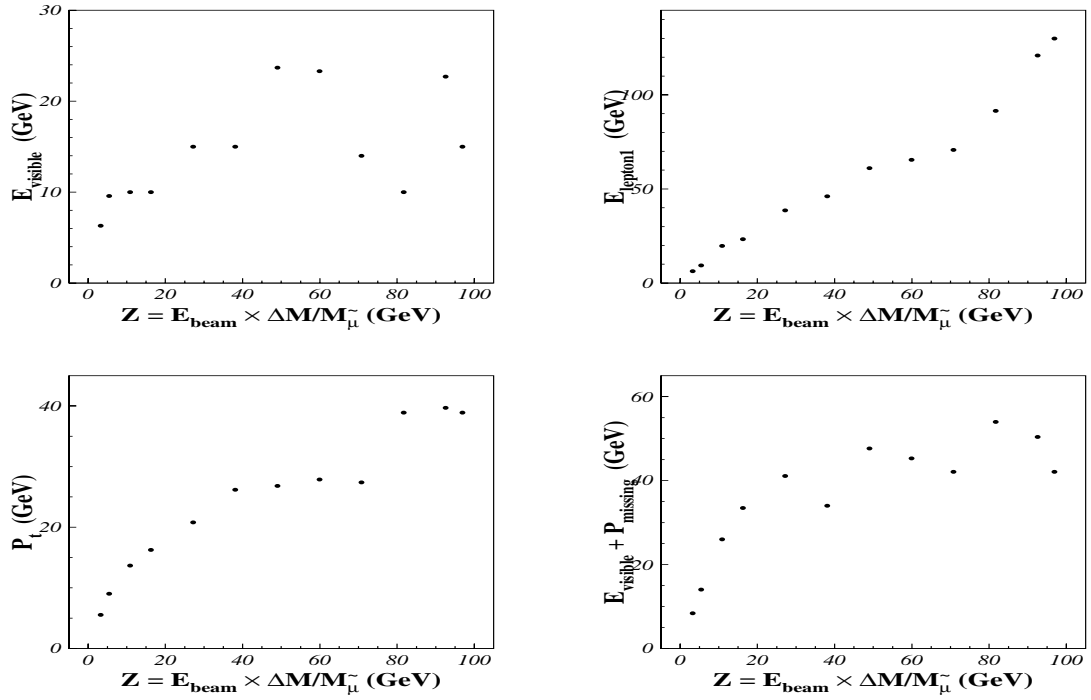 E_visible (GeV)
30
20
10
0
0 20 40 60 80 100
Z = E_beam × ΔM/M_μ̃ (GeV)
E_lepton1 (GeV)
100
50
0
0 20 40 60 80 100
Z = E_beam × ΔM/M_μ̃ (GeV)
P_t (GeV)
40
20
0
0 20 40 60 80 100
Z = E_beam × ΔM/M_μ̃ (GeV)
E_visible + P_missing (GeV)
60
40
20
0
0 20 40 60 80 100
Z = E_beam × ΔM/M_μ̃ (GeV)